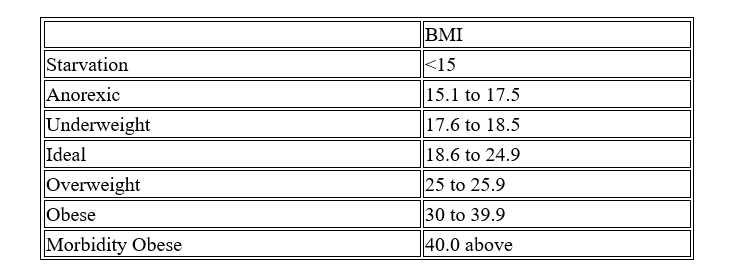 BMI
Starvation <15
Anorexic 15.1 to 17.5
Underweight 17.6 to 18.5
Ideal 18.6 to 24.9
Overweight 25 to 25.9
Obese 30 to 39.9
Morbidity Obese 40.0 above